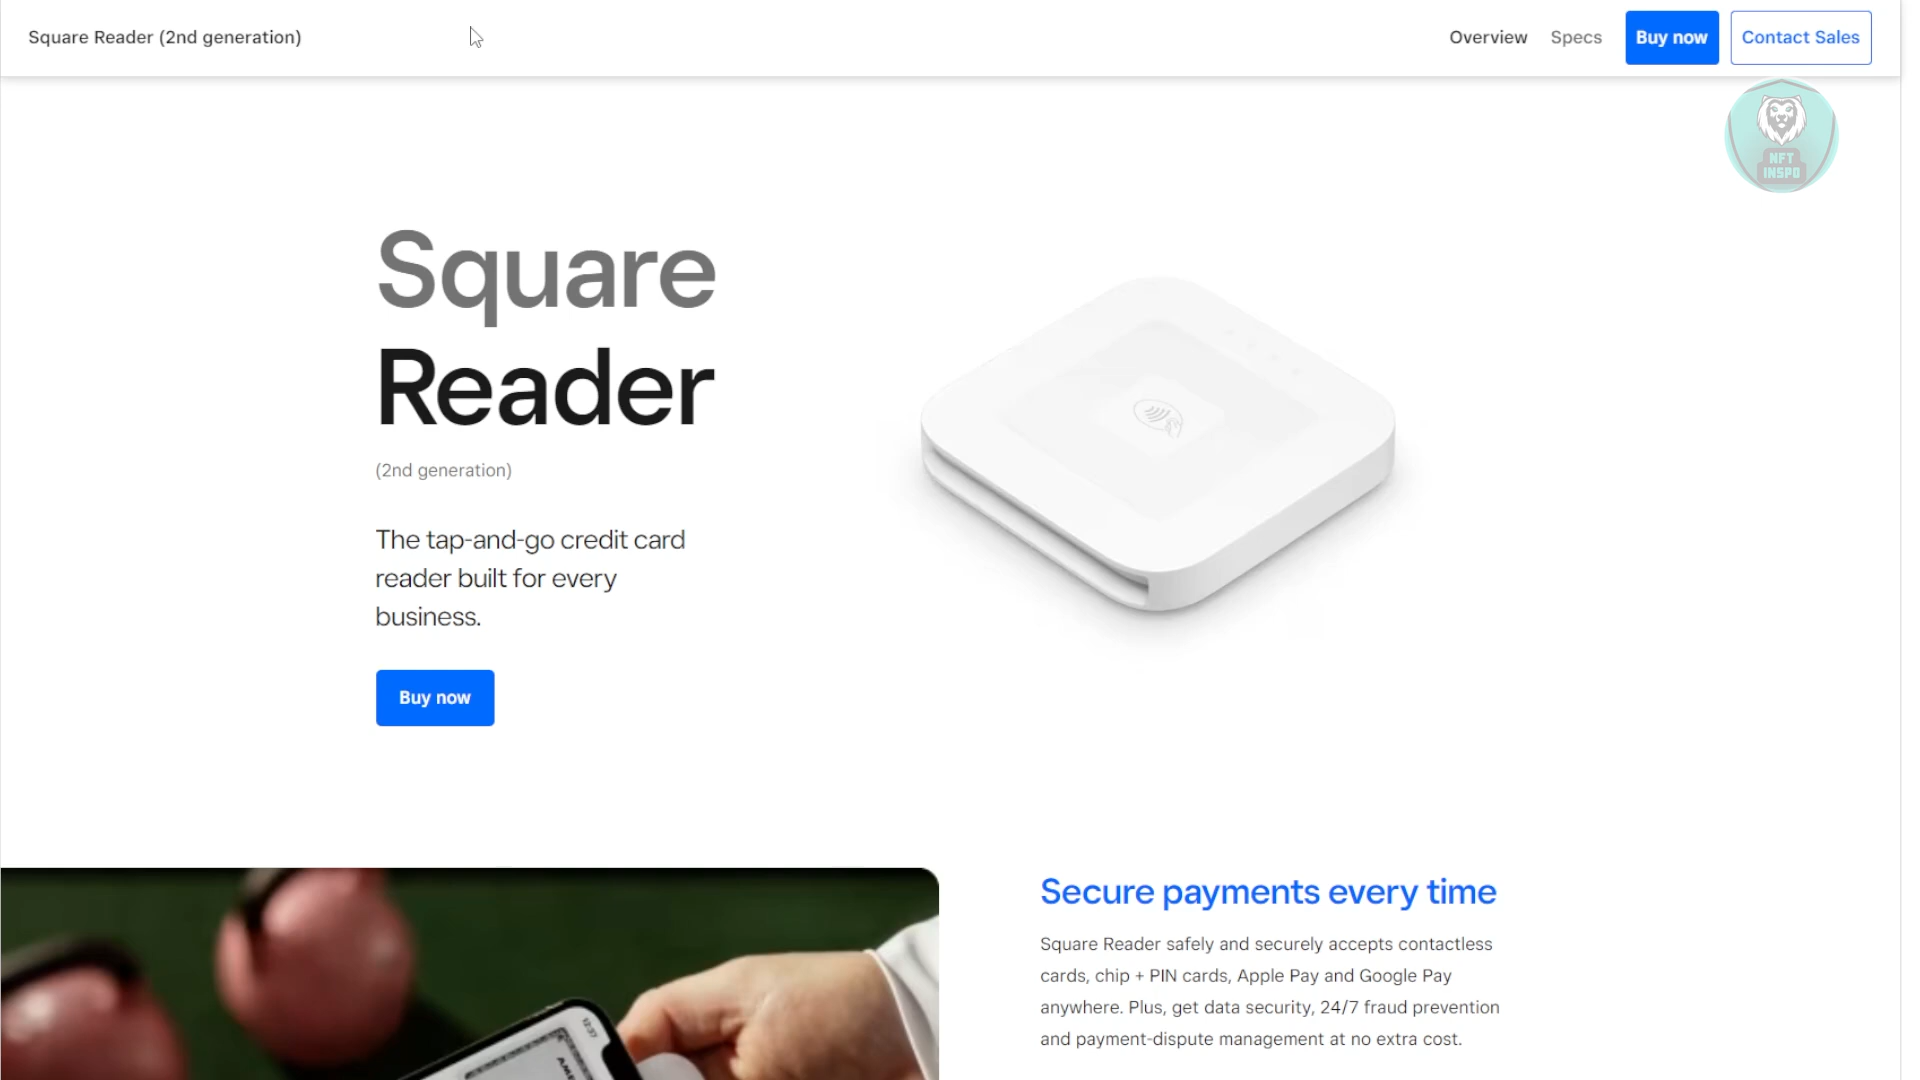 Square Reader (2nd generation)
Overview
Specs
Buy now
Contact Sales
NFT
INSPO
Square
Reader
(2nd generation)
The tap-and-go credit card
reader built for every
business.
Buy now
Secure payments every time
Square Reader safely and securely accepts contactless
cards, chip + PIN cards, Apple Pay and Google Pay
anywhere. Plus, get data security, 24/7 fraud prevention
and payment-dispute management at no extra cost.
12:37